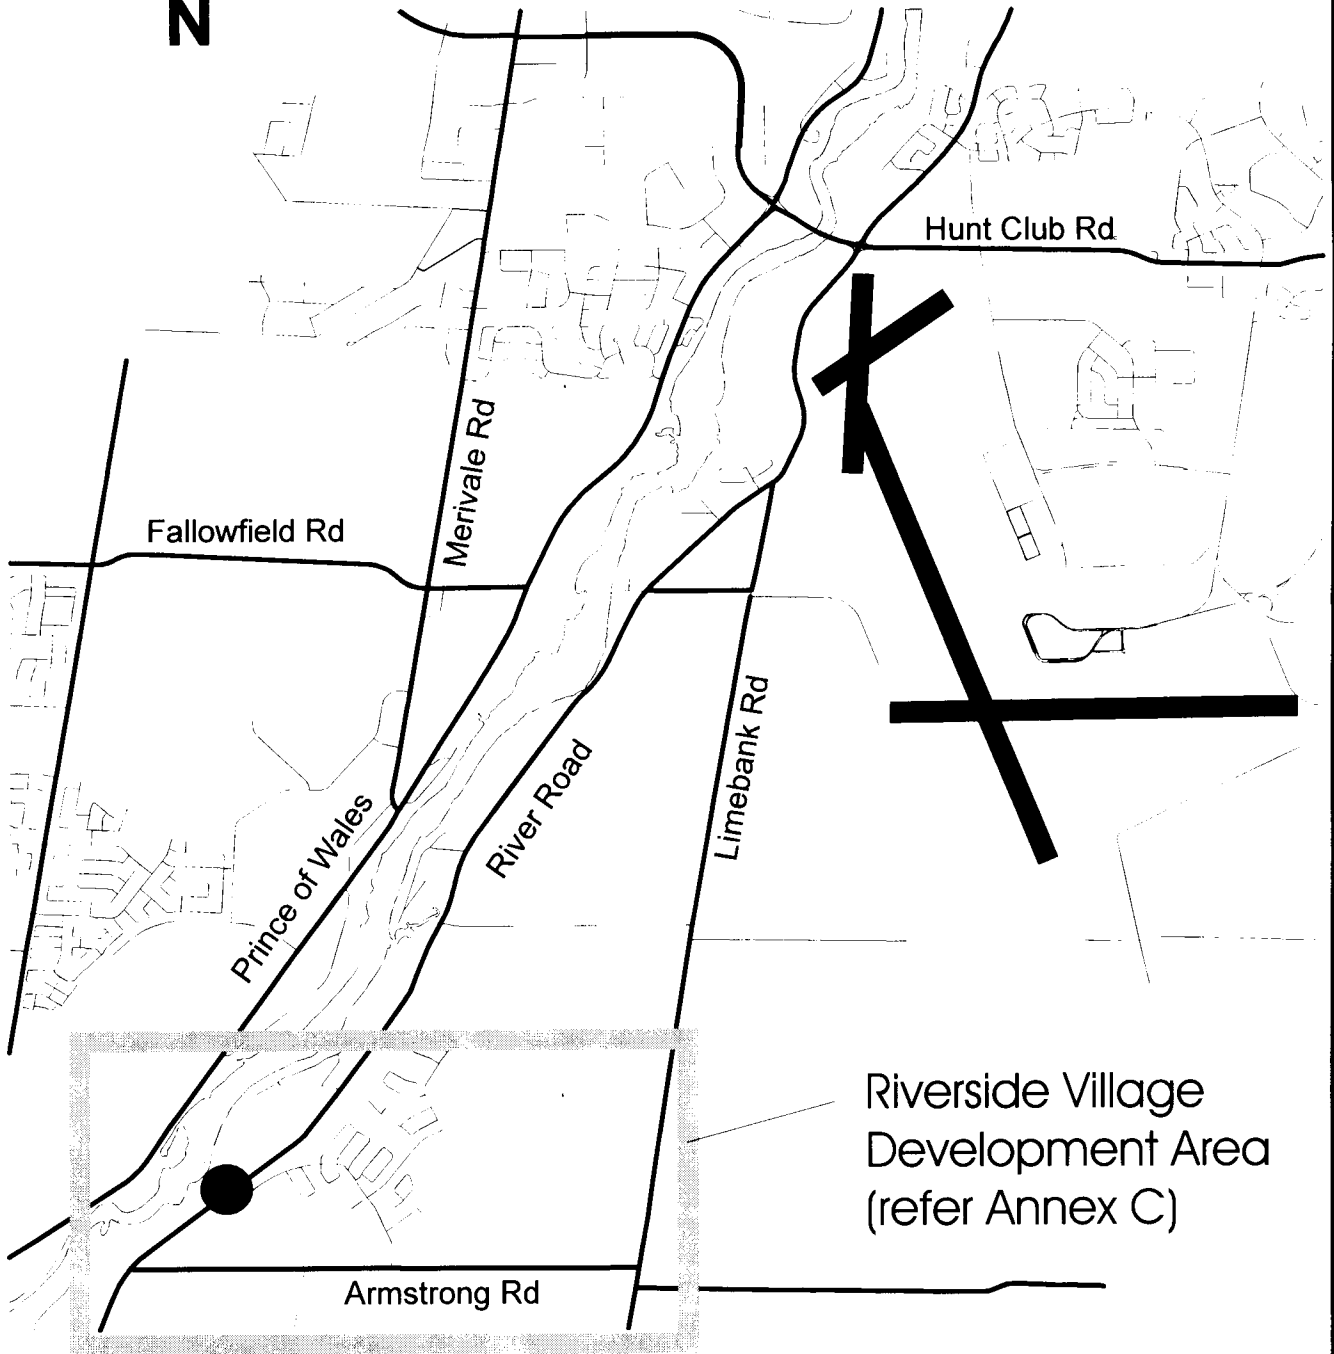 N
Hunt Club Rd
Merivale Rd
Fallowfield Rd
Limebank Rd
River Road
Prince of Wales
Riverside Village
Development Area
(refer Annex C)
Armstrong Rd